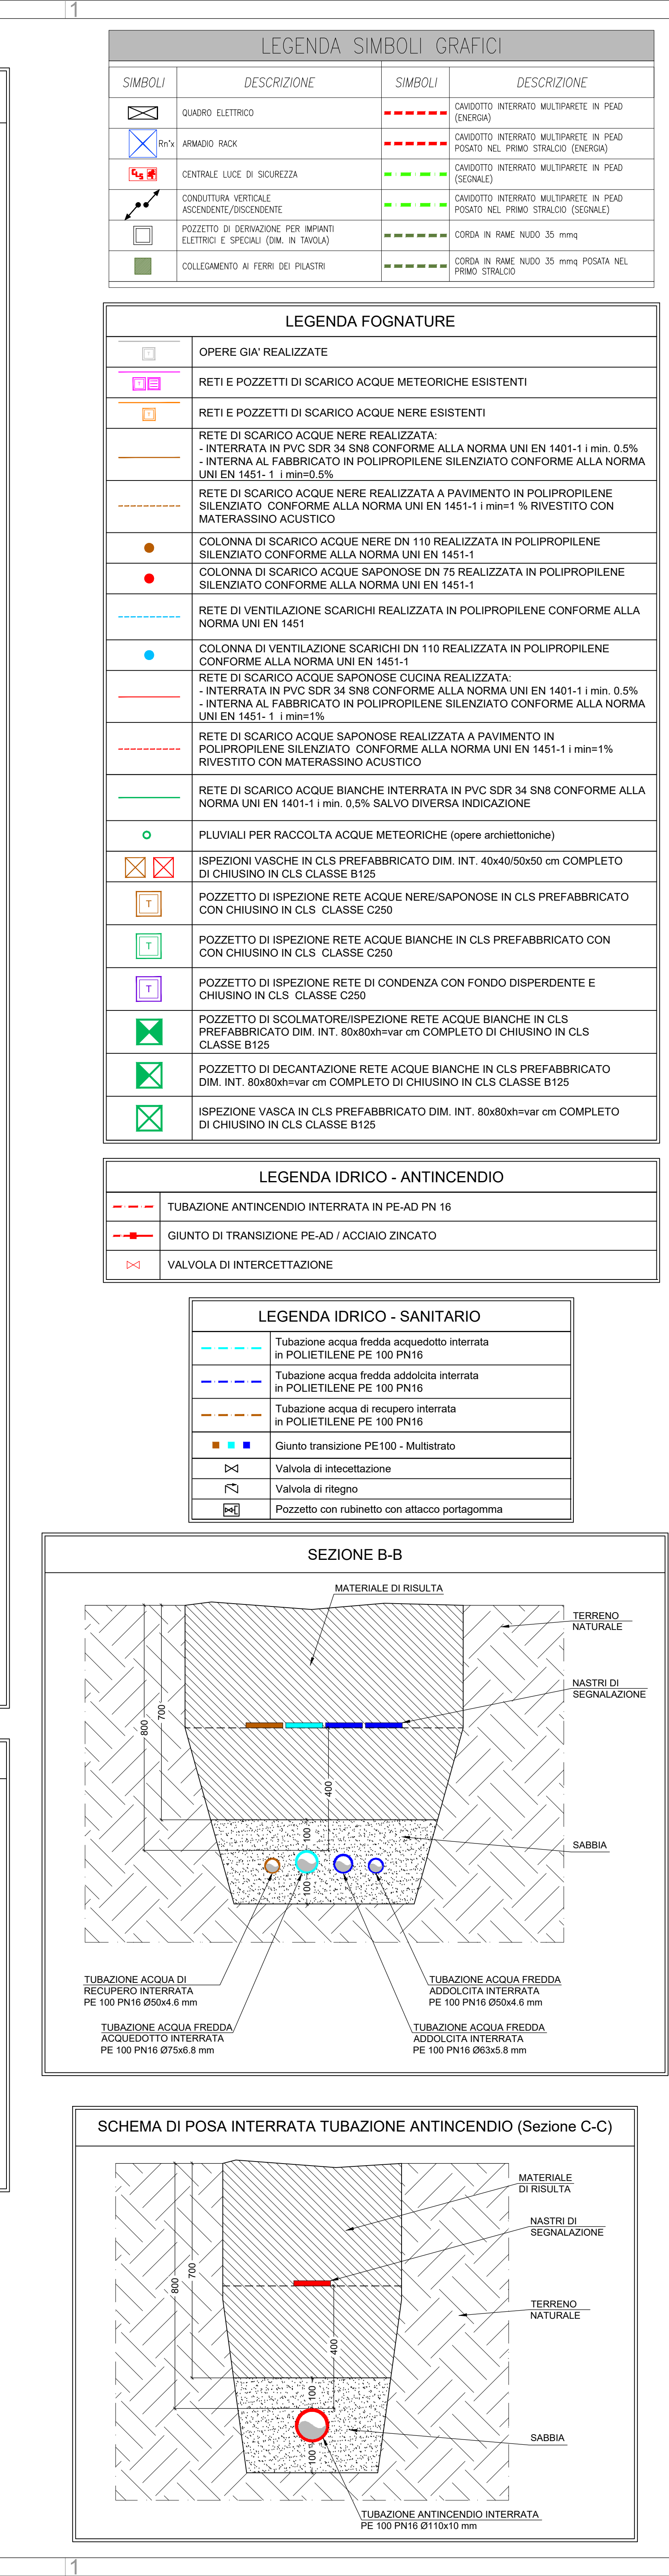 1
LEGENDA SIMBOLI GRAFICI
SIMBOLI DESCRIZIONE SIMBOLI DESCRIZIONE
QUADRO ELETTRICO
CAVIDOTTO INTERRATO MULTIPARETE IN PEAD
(ENERGIA)
Rn°x ARMADIO RACK
CAVIDOTTO INTERRATO MULTIPARETE IN PEAD
POSATO NEL PRIMO STRALCIO (ENERGIA)
CLS CENTRALE LUCE DI SICUREZZA
CAVIDOTTO INTERRATO MULTIPARETE IN PEAD
(SEGNALE)
CONDUTTURA VERTICALE
ASCENDENTE/DISCENDENTE
CAVIDOTTO INTERRATO MULTIPARETE IN PEAD
POSATO NEL PRIMO STRALCIO (SEGNALE)
POZZETTO DI DERIVAZIONE PER IMPIANTI
ELETTRICI E SPECIALI (DIM. IN TAVOLA)
CORDA IN RAME NUDO 35 mmq
COLLEGAMENTO AI FERRI DEI PILASTRI
CORDA IN RAME NUDO 35 mmq POSATA NEL
PRIMO STRALCIO
LEGENDA FOGNATURE
T
OPERE GIA' REALIZZATE
T
RETI E POZZETTI DI SCARICO ACQUE METEORICHE ESISTENTI
T
RETI E POZZETTI DI SCARICO ACQUE NERE ESISTENTI
RETE DI SCARICO ACQUE NERE REALIZZATA:
- INTERRATA IN PVC SDR 34 SN8 CONFORME ALLA NORMA UNI EN 1401-1 i min. 0.5%
- INTERNA AL FABBRICATO IN POLIPROPILENE SILENZIATO CONFORME ALLA NORMA
UNI EN 1451- 1 i min=0.5%
RETE DI SCARICO ACQUE NERE REALIZZATA A PAVIMENTO IN POLIPROPILENE
SILENZIATO CONFORME ALLA NORMA UNI EN 1451-1 i min=1 % RIVESTITO CON
MATERASSINO ACUSTICO
COLONNA DI SCARICO ACQUE NERE DN 110 REALIZZATA IN POLIPROPILENE
SILENZIATO CONFORME ALLA NORMA UNI EN 1451-1
COLONNA DI SCARICO ACQUE SAPONOSE DN 75 REALIZZATA IN POLIPROPILENE
SILENZIATO CONFORME ALLA NORMA UNI EN 1451-1
RETE DI VENTILAZIONE SCARICHI REALIZZATA IN POLIPROPILENE CONFORME ALLA
NORMA UNI EN 1451
COLONNA DI VENTILAZIONE SCARICHI DN 110 REALIZZATA IN POLIPROPILENE
CONFORME ALLA NORMA UNI EN 1451-1
RETE DI SCARICO ACQUE SAPONOSE CUCINA REALIZZATA:
- INTERRATA IN PVC SDR 34 SN8 CONFORME ALLA NORMA UNI EN 1401-1 i min. 0.5%
- INTERNA AL FABBRICATO IN POLIPROPILENE SILENZIATO CONFORME ALLA NORMA
UNI EN 1451- 1 i min=1%
RETE DI SCARICO ACQUE SAPONOSE REALIZZATA A PAVIMENTO IN
POLIPROPILENE SILENZIATO CONFORME ALLA NORMA UNI EN 1451-1 i min=1%
RIVESTITO CON MATERASSINO ACUSTICO
RETE DI SCARICO ACQUE BIANCHE INTERRATA IN PVC SDR 34 SN8 CONFORME ALLA
NORMA UNI EN 1401-1 i min. 0,5% SALVO DIVERSA INDICAZIONE
PLUVIALI PER RACCOLTA ACQUE METEORICHE (opere archiettoniche)
ISPEZIONI VASCHE IN CLS PREFABBRICATO DIM. INT. 40x40/50x50 cm COMPLETO
DI CHIUSINO IN CLS CLASSE B125
T
POZZETTO DI ISPEZIONE RETE ACQUE NERE/SAPONOSE IN CLS PREFABBRICATO
CON CHIUSINO IN CLS CLASSE C250
T
POZZETTO DI ISPEZIONE RETE ACQUE BIANCHE IN CLS PREFABBRICATO CON
CON CHIUSINO IN CLS CLASSE C250
T
POZZETTO DI ISPEZIONE RETE DI CONDENZA CON FONDO DISPERDENTE E
CHIUSINO IN CLS CLASSE C250
POZZETTO DI SCOLMATORE/ISPEZIONE RETE ACQUE BIANCHE IN CLS
PREFABBRICATO DIM. INT. 80x80xh=var cm COMPLETO DI CHIUSINO IN CLS
CLASSE B125
POZZETTO DI DECANTAZIONE RETE ACQUE BIANCHE IN CLS PREFABBRICATO
DIM. INT. 80x80xh=var cm COMPLETO DI CHIUSINO IN CLS CLASSE B125
ISPEZIONE VASCA IN CLS PREFABBRICATO DIM. INT. 80x80xh=var cm COMPLETO
DI CHIUSINO IN CLS CLASSE B125
LEGENDA IDRICO - ANTINCENDIO
TUBAZIONE ANTINCENDIO INTERRATA IN PE-AD PN 16
GIUNTO DI TRANSIZIONE PE-AD / ACCIAIO ZINCATO
VALVOLA DI INTERCETTAZIONE
LEGENDA IDRICO - SANITARIO
Tubazione acqua fredda acquedotto interrata
in POLIETILENE PE 100 PN16
Tubazione acqua fredda addolcita interrata
in POLIETILENE PE 100 PN16
Tubazione acqua di recupero interrata
in POLIETILENE PE 100 PN16
Giunto transizione PE100 - Multistrato
Valvola di intecettazione
Valvola di ritegno
Pozzetto con rubinetto con attacco portagomma
SEZIONE B-B
MATERIALE DI RISULTA
TERRENO
NATURALE
NASTRI DI
SEGNALAZIONE
700
800
400
100
SABBIA
100
TUBAZIONE ACQUA DI
RECUPERO INTERRATA
PE 100 PN16 Ø50x4.6 mm
TUBAZIONE ACQUA FREDDA
ADDOLCITA INTERRATA
PE 100 PN16 Ø50x4.6 mm
TUBAZIONE ACQUA FREDDA
ACQUEDOTTO INTERRATA
PE 100 PN16 Ø75x6.8 mm
TUBAZIONE ACQUA FREDDA
ADDOLCITA INTERRATA
PE 100 PN16 Ø63x5.8 mm
SCHEMA DI POSA INTERRATA TUBAZIONE ANTINCENDIO (Sezione C-C)
MATERIALE
DI RISULTA
NASTRI DI
SEGNALAZIONE
700
800
TERRENO
NATURALE
400
100
SABBIA
100
TUBAZIONE ANTINCENDIO INTERRATA
PE 100 PN16 Ø110x10 mm
1